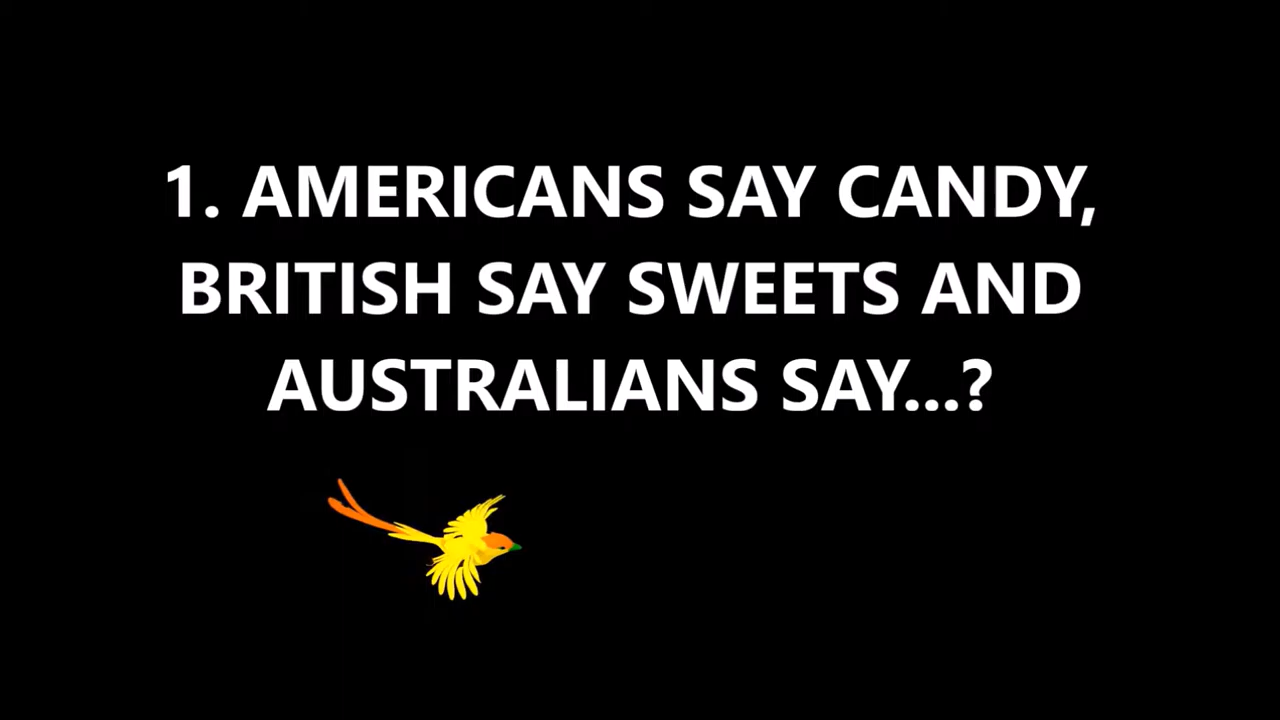 1. AMERICANS SAY CANDY,
BRITISH SAY SWEETS AND
AUSTRALIANS SAY...?